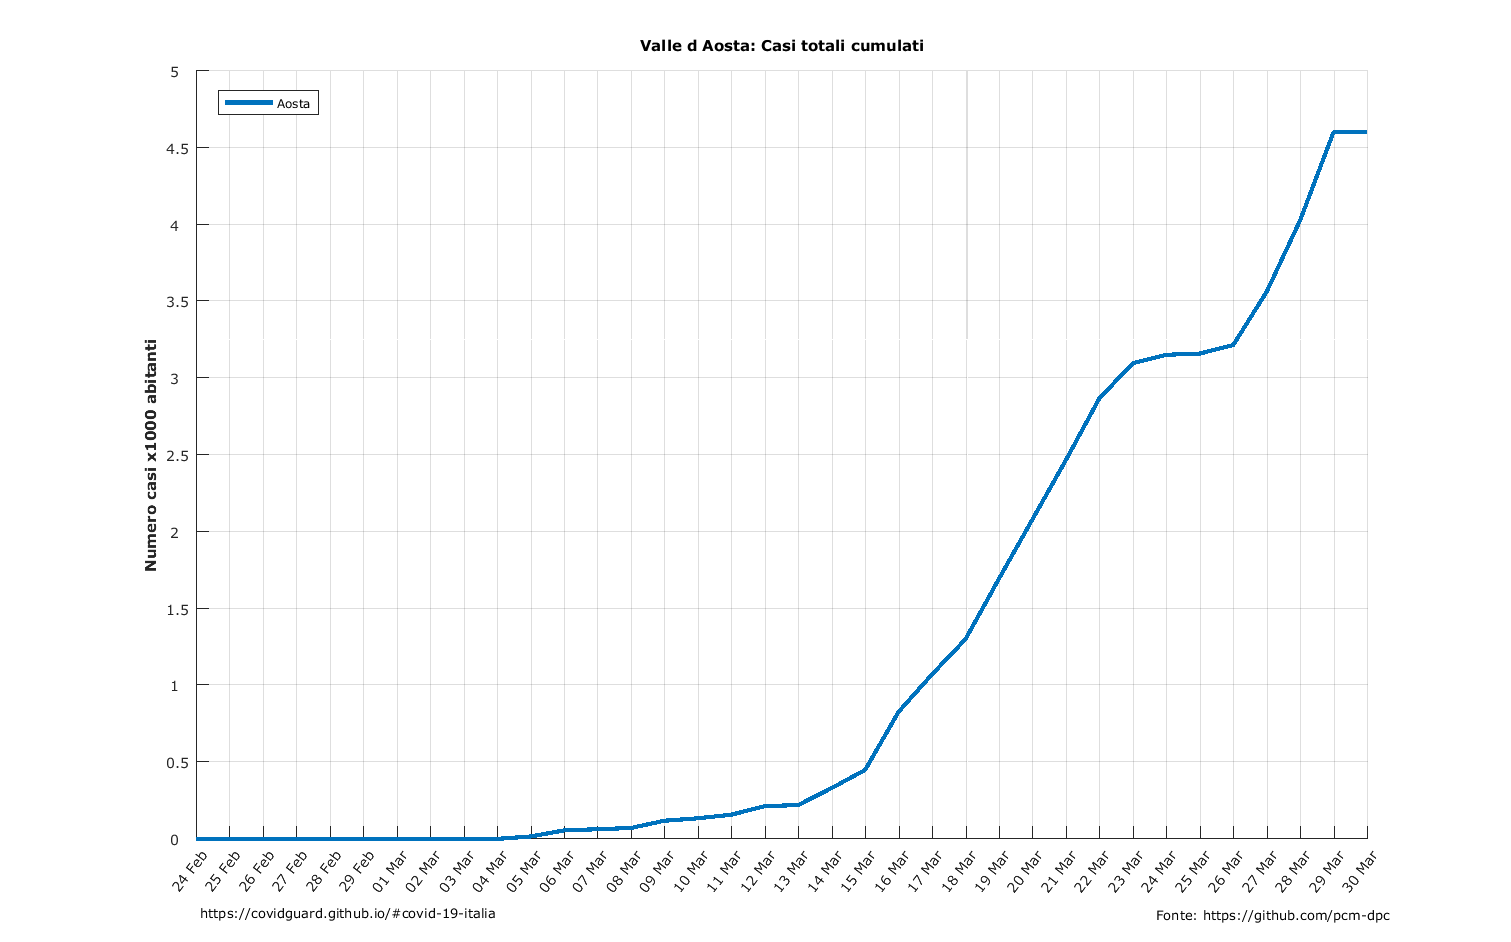 Valle d Aosta: Casi totali cumulati
Aosta
Numero casi x1000 abitanti
5
4.5
4
3.5
3
2.5
2
1.5
1
0.5
0
24 Feb
25 Feb
26 Feb
27 Feb
28 Feb
29 Feb
01 Mar
02 Mar
03 Mar
04 Mar
05 Mar
06 Mar
07 Mar
08 Mar
09 Mar
10 Mar
11 Mar
12 Mar
13 Mar
14 Mar
15 Mar
16 Mar
17 Mar
18 Mar
19 Mar
20 Mar
21 Mar
22 Mar
23 Mar
24 Mar
25 Mar
26 Mar
27 Mar
28 Mar
29 Mar
30 Mar
https://covidguard.github.io/#covid-19-italia
Fonte: https://github.com/pcm-dpc